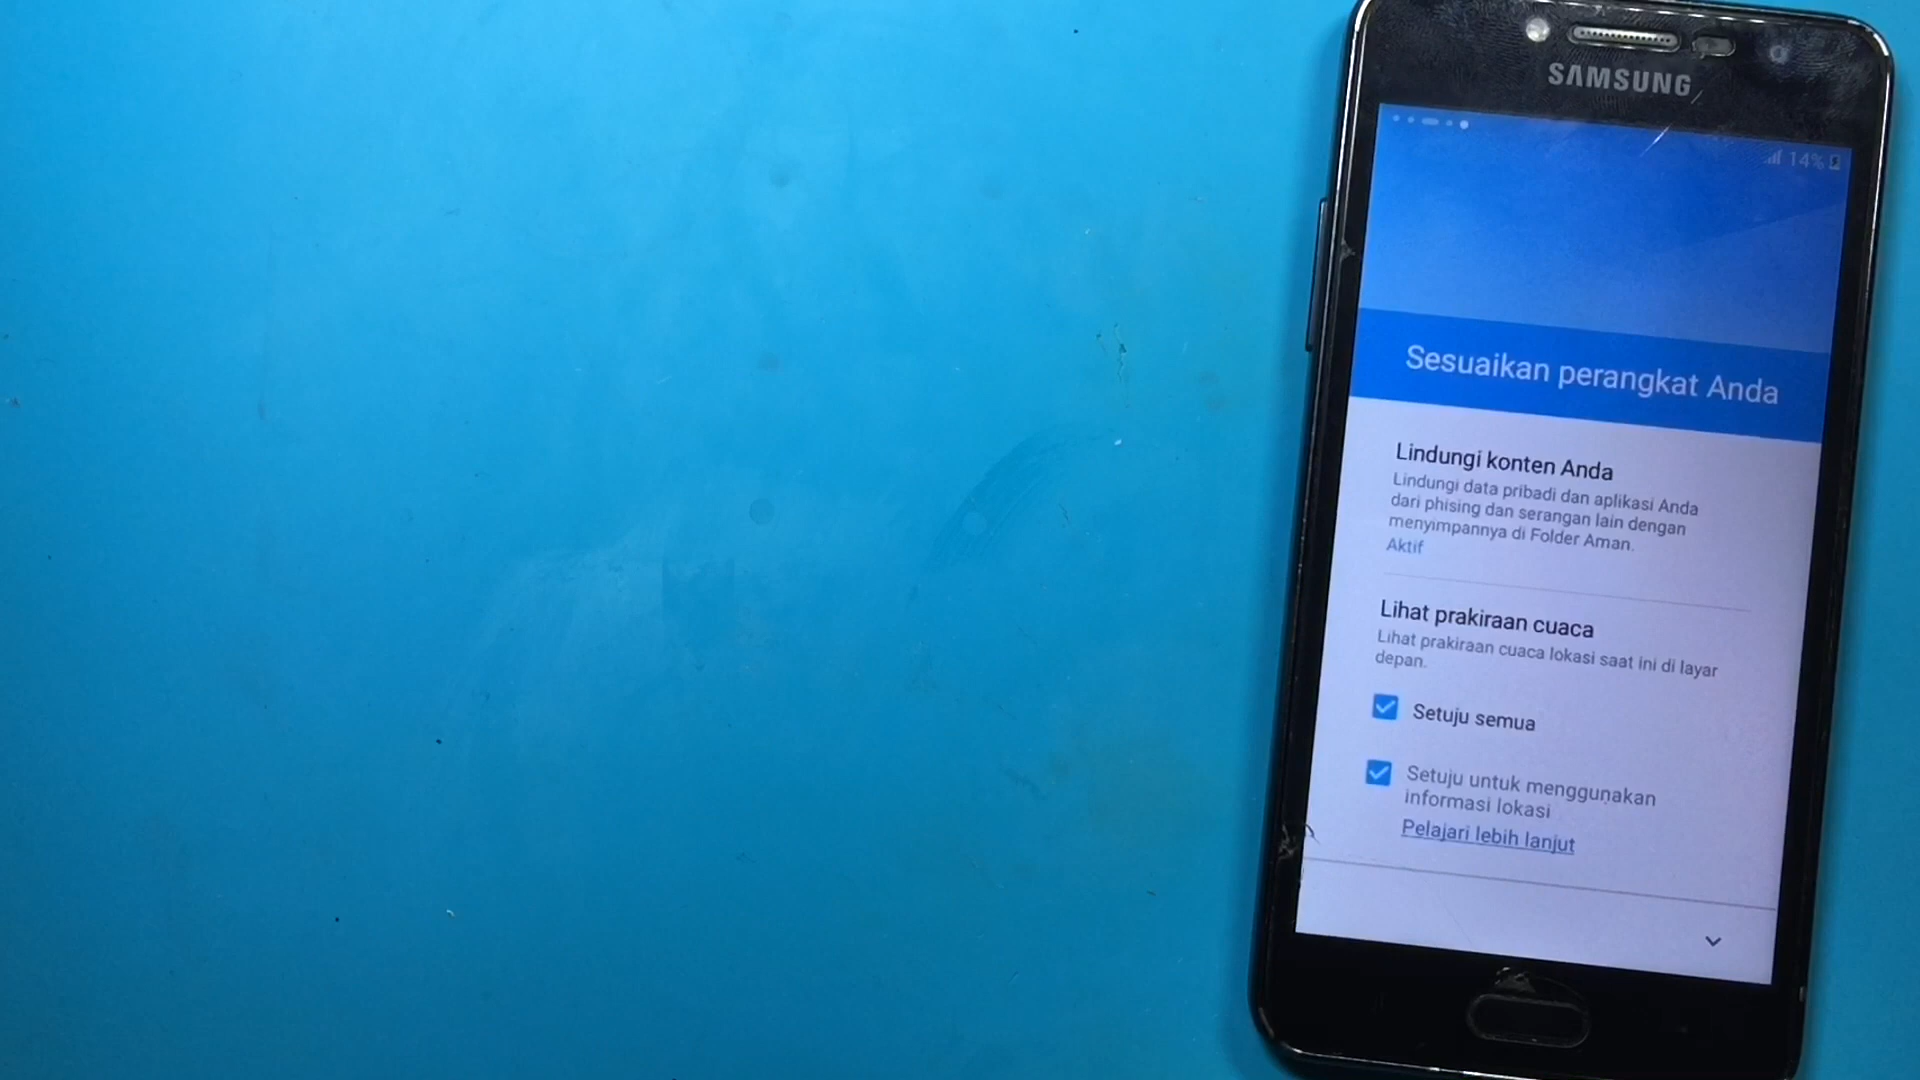 SAMSUNG
14%
Sesuaikan perangkat Anda
Lindungi konten Anda
Lindungi data pribadi dan aplikasi Anda
dari phising dan serangan lain dengan
menyimpannya di Folder Aman.
Aktif
Lihat prakiraan cuaca
Lihat prakiraan cuaca lokasi saat ini di layar
depan.
Setuju semua
Setuju untuk menggunakan
informasi lokasi
Pelajari lebih lanjut